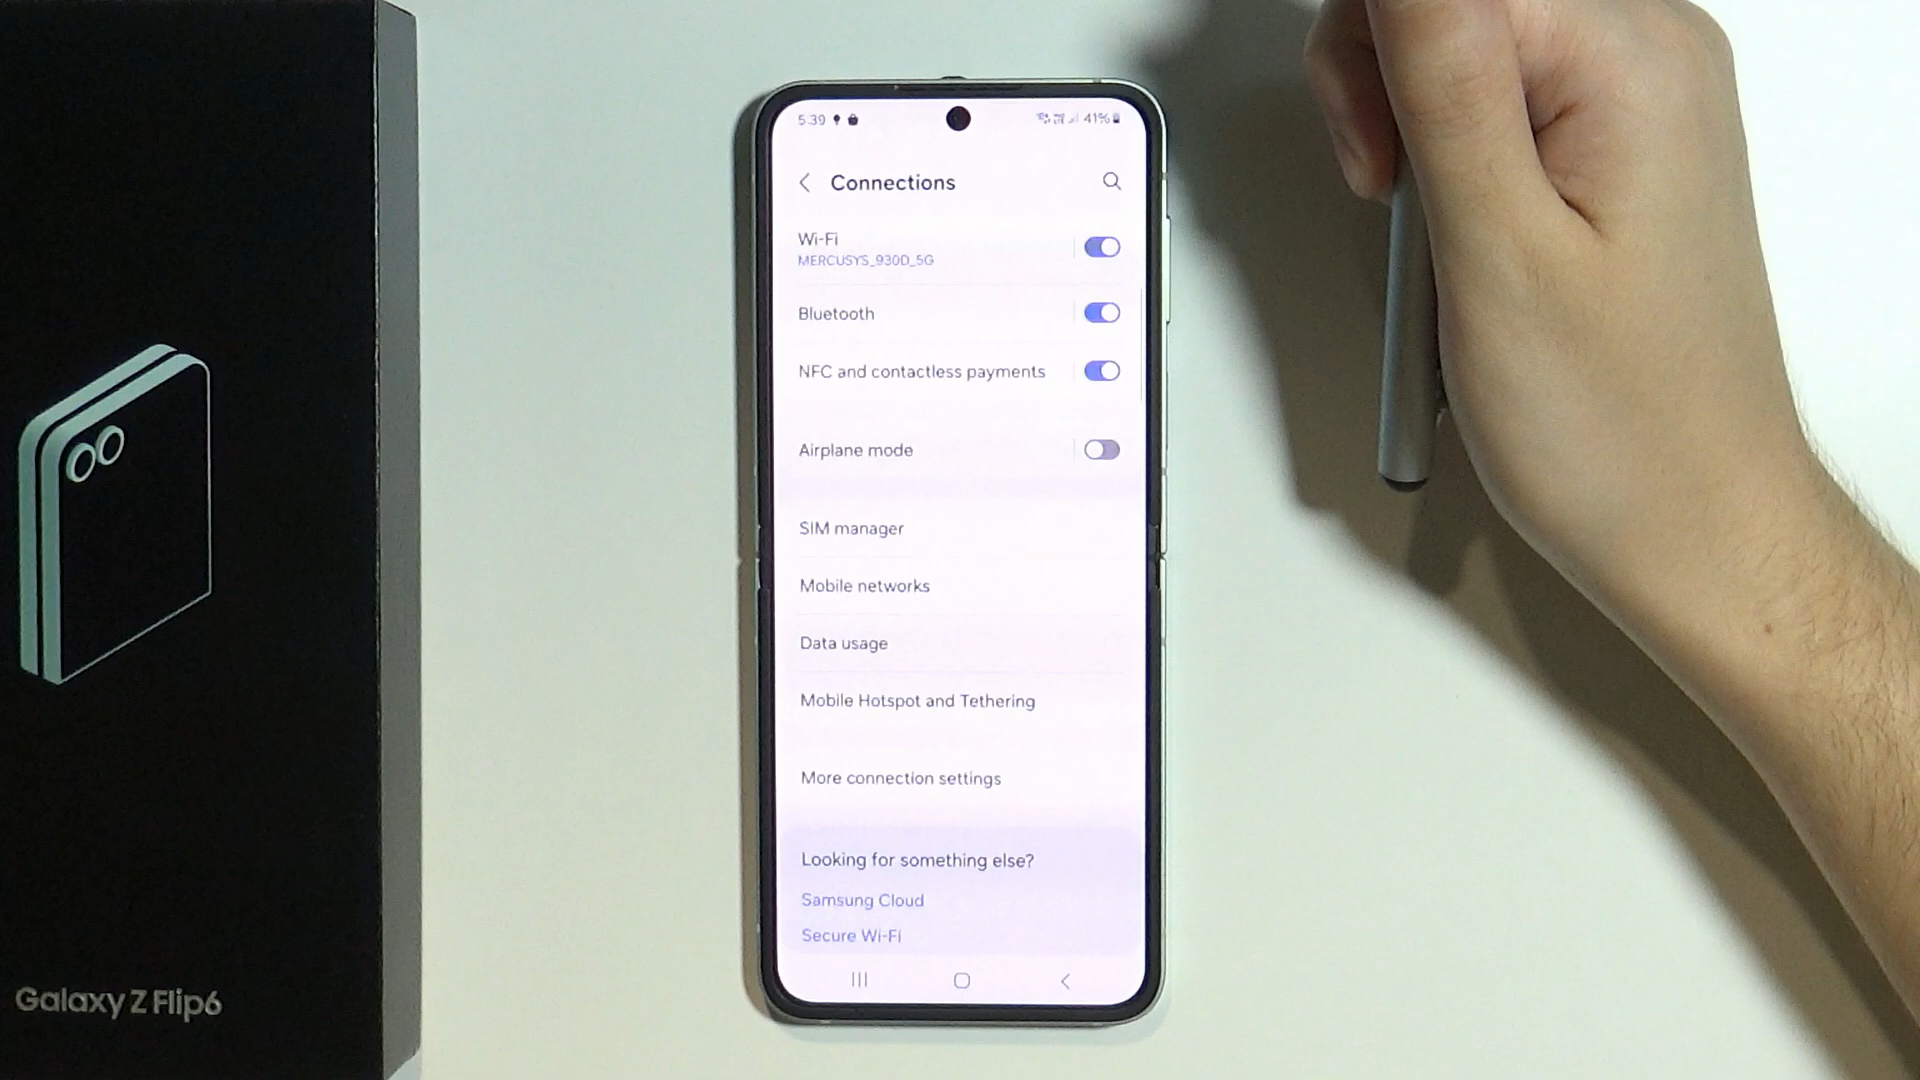 5:39
41%
Connections
Wi-Fi
MERCUSYS_930D_5G
Bluetooth
NFC and contactless payments
Airplane mode
SIM manager
Mobile networks
Data usage
Mobile Hotspot and Tethering
More connection settings
Looking for something else?
Samsung Cloud
Secure Wi-Fi
Galaxy Z Flip6